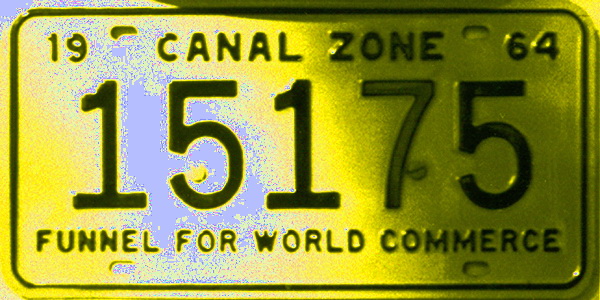 19 CANAL ZONE 64
15175
FUNNEL FOR WORLD COMMERCE